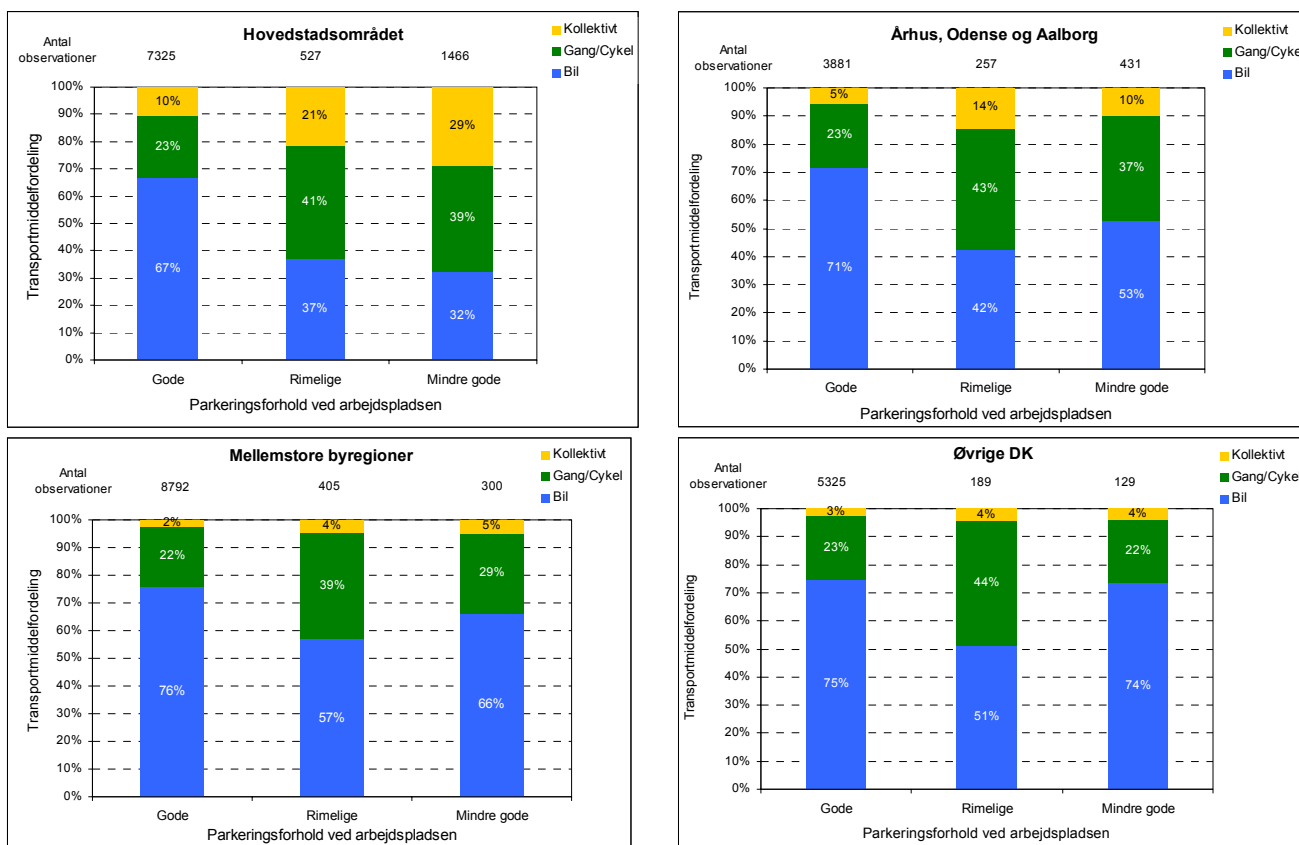 Hovedstadsområdet
Kollektivt
Gang/Cykel
Bil
Antal
observationer
7325 527 1466
100%
90%
80%
70%
60%
50%
40%
30%
20%
10%
0%
Transportmiddelfordeling
10% 21% 29%
23% 41% 39%
67% 37% 32%
Gode Rimelige Mindre gode
Parkeringsforhold ved arbejdspladsen
Århus, Odense og Aalborg
Kollektivt
Gang/Cykel
Bil
Antal
observationer
3881 257 431
100%
90%
80%
70%
60%
50%
40%
30%
20%
10%
0%
Transportmiddelfordeling
5% 14% 10%
23% 43% 37%
71% 42% 53%
Gode Rimelige Mindre gode
Parkeringsforhold ved arbejdspladsen
Mellemstore byregioner
Kollektivt
Gang/Cykel
Bil
Antal
observationer
8792 405 300
100%
90%
80%
70%
60%
50%
40%
30%
20%
10%
0%
Transportmiddelfordeling
2% 4% 5%
22% 39% 29%
76% 57% 66%
Gode Rimelige Mindre gode
Parkeringsforhold ved arbejdspladsen
Øvrige DK
Kollektivt
Gang/Cykel
Bil
Antal
observationer
5325 189 129
100%
90%
80%
70%
60%
50%
40%
30%
20%
10%
0%
Transportmiddelfordeling
3% 4% 4%
23% 44% 22%
75% 51% 74%
Gode Rimelige Mindre gode
Parkeringsforhold ved arbejdspladsen